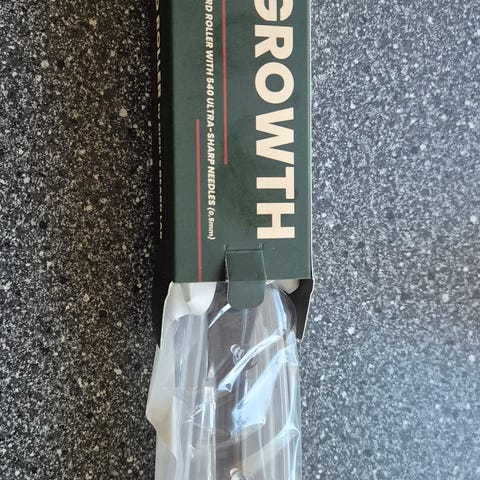 GROWTH
RD ROLLER WITH 540 ULTRA-SHARP NEEDLES (0,5mm)